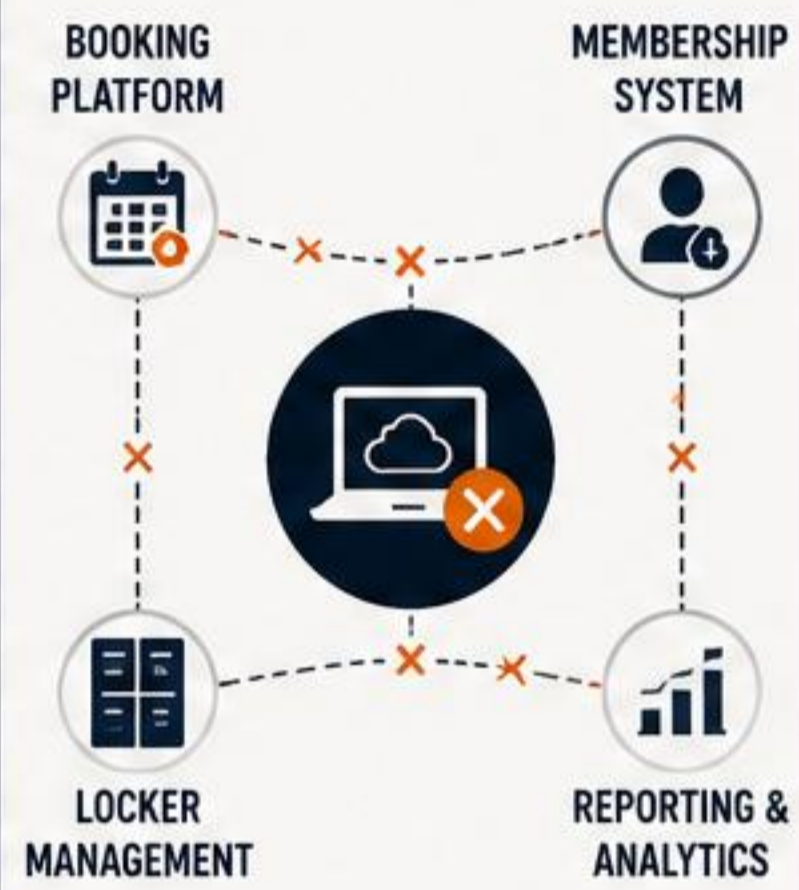 BOOKING
PLATFORM
MEMBERSHIP
SYSTEM
LOCKER
MANAGEMENT
REPORTING &
ANALYTICS